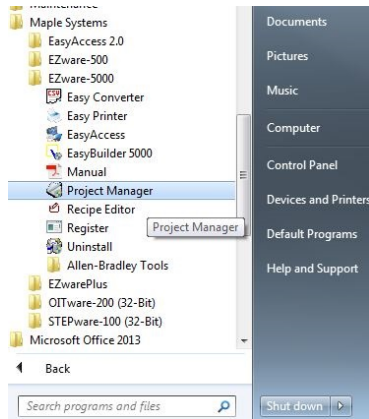 Maintenance
Maple Systems
EasyAccess 2.0
EZware-500
EZware-5000
Easy Converter
Easy Printer
EasyAccess
EasyBuilder 5000
Manual
Project Manager
Recipe Editor
Register
Project Manager
Uninstall
Allen-Bradley Tools
EZwarePlus
OITware-200 (32-Bit)
STEPware-100 (32-Bit)
Microsoft Office 2013
Back
Search programs and files
Documents
Pictures
Music
Computer
Control Panel
Devices and Printers
Default Programs
Help and Support
Shut down